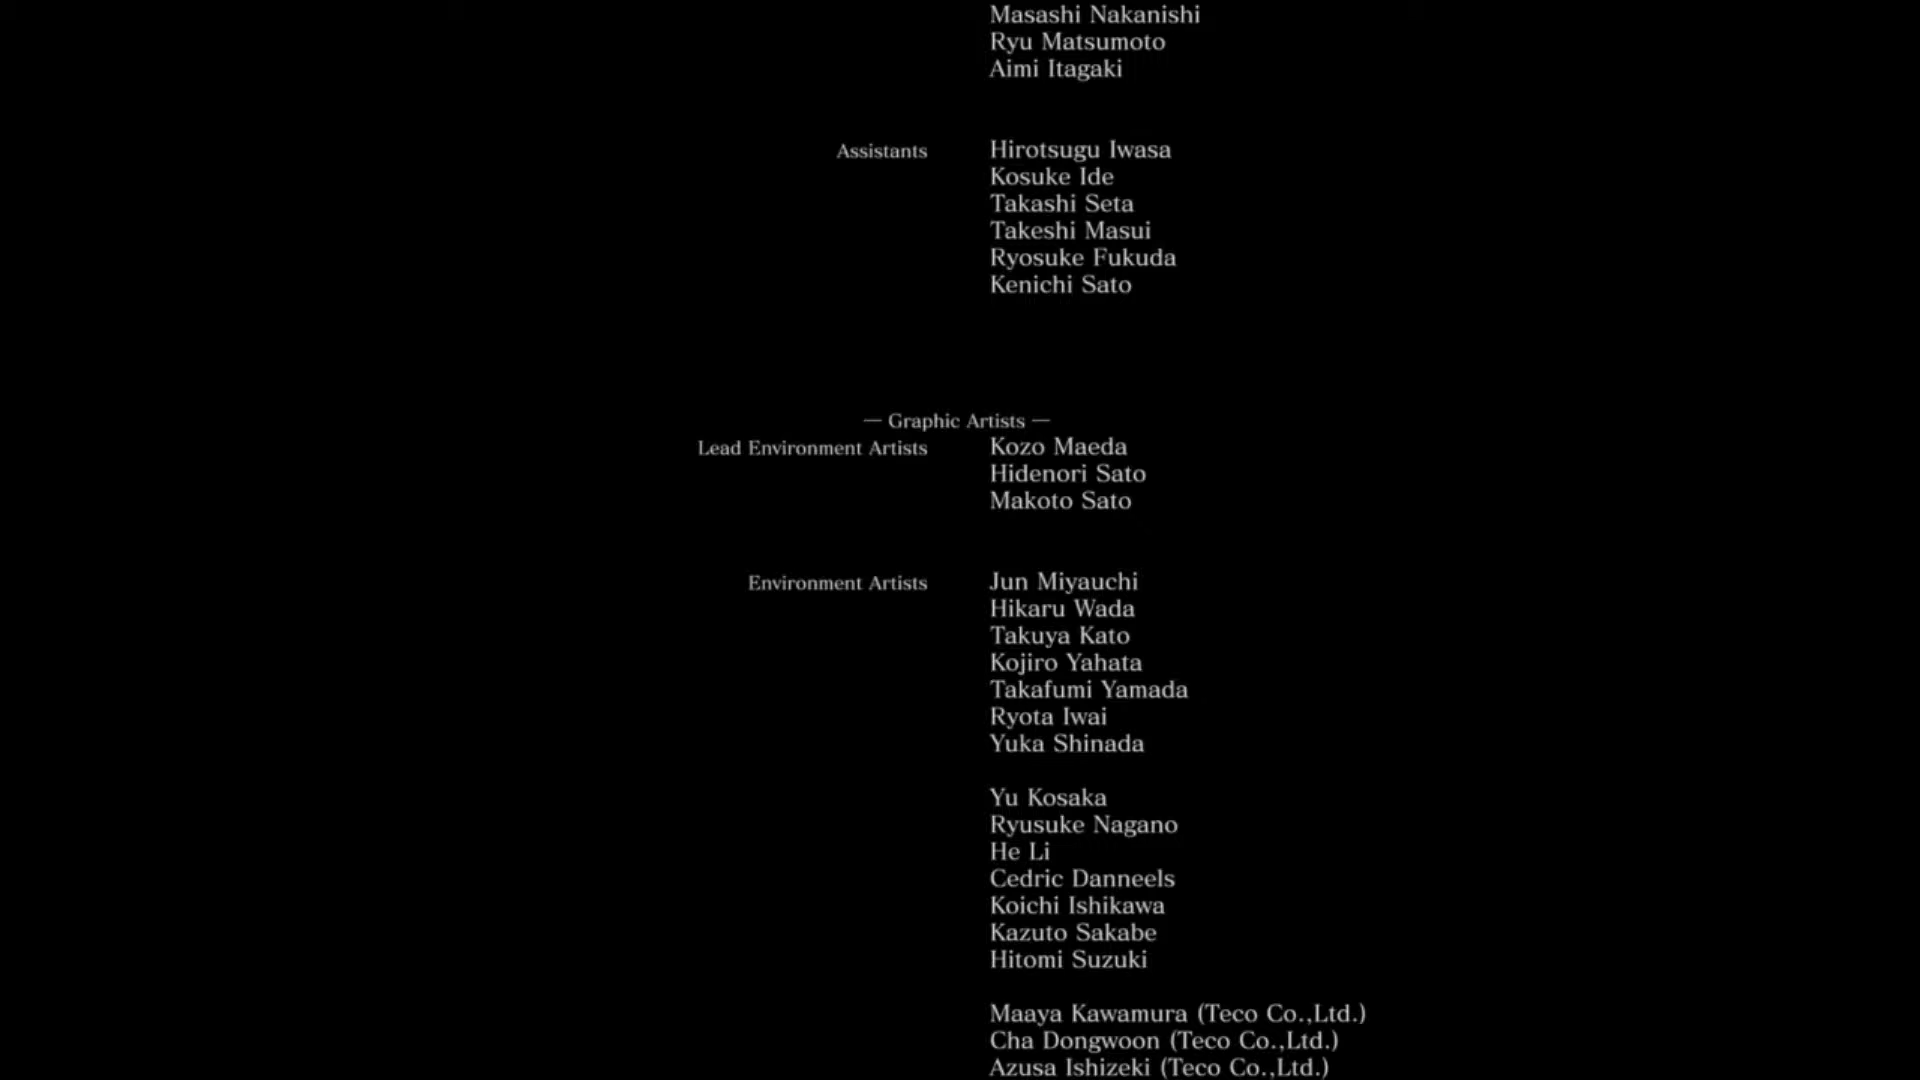 Masashi Nakanishi
Ryu Matsumoto
Aimi Itagaki
Assistants Hirotsugu Iwasa
Kosuke Ide
Takashi Seta
Takeshi Masui
Ryosuke Fukuda
Kenichi Sato
— Graphic Artists —
Lead Environment Artists Kozo Maeda
Hidenori Sato
Makoto Sato
Environment Artists Jun Miyauchi
Hikaru Wada
Takuya Kato
Kojiro Yahata
Takafumi Yamada
Ryota Iwai
Yuka Shinada
Yu Kosaka
Ryusuke Nagano
He Li
Cedric Danneels
Koichi Ishikawa
Kazuto Sakabe
Hitomi Suzuki
Maaya Kawamura (Teco Co.,Ltd.)
Cha Dongwoon (Teco Co.,Ltd.)
Azusa Ishizeki (Teco Co.,Ltd.)